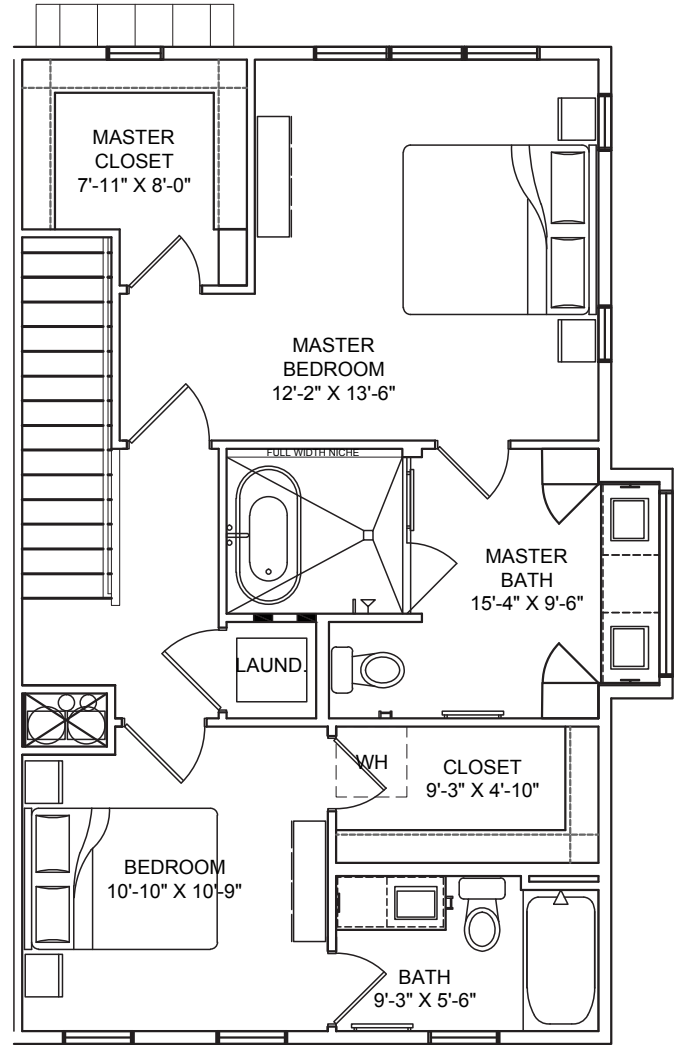 MASTER
CLOSET
7'-11" X 8'-0"
MASTER
BEDROOM
12'-2" X 13'-6"
FULL WIDTH NICHE
MASTER
BATH
15'-4" X 9'-6"
LAUND.
WH
CLOSET
9'-3" X 4'-10"
BEDROOM
10'-10" X 10'-9"
BATH
9'-3" X 5'-6"